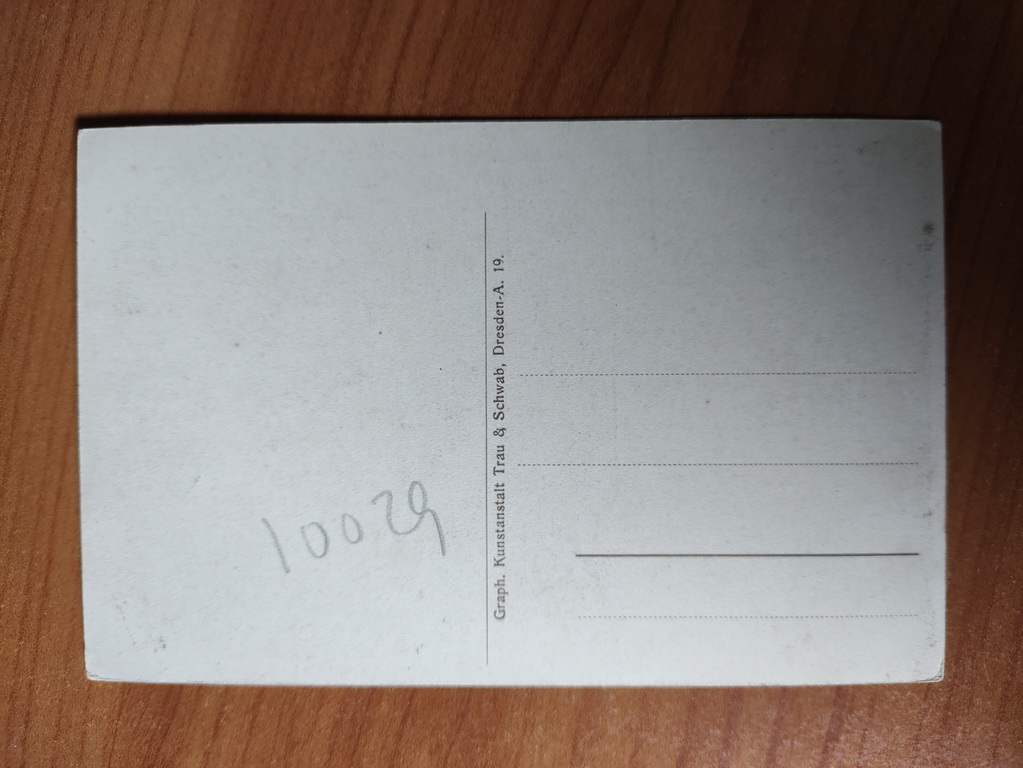 10029
Graph. Kunstanstalt Trau & Schwab, Dresden-A. 19.